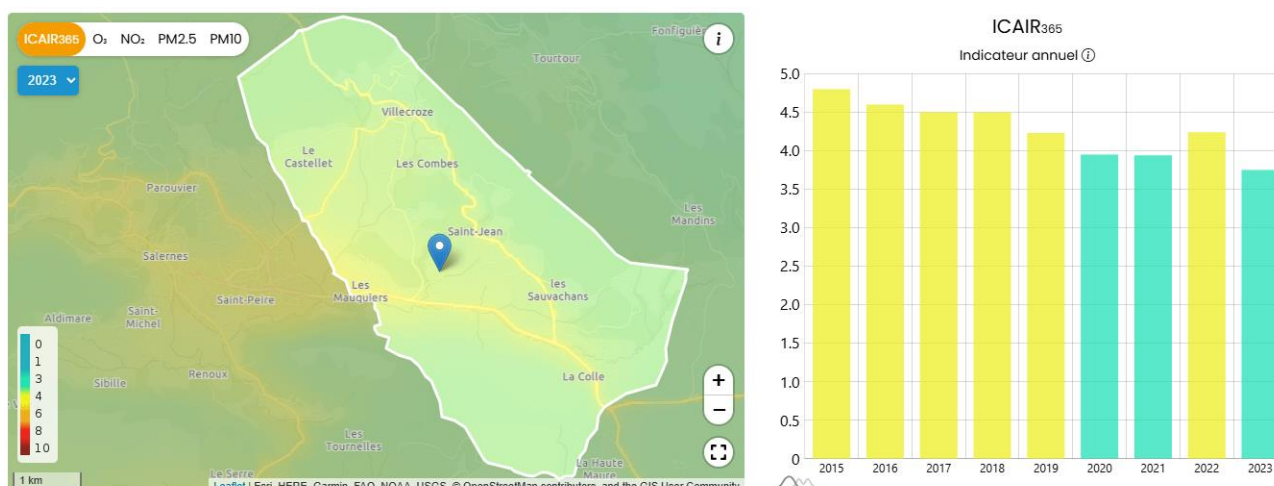 ICAIR365 O₃ NO₂ PM2.5 PM10
2023
i
Tourtour
Villecroze
Le
Castellet
Les Combes
Parouvier
Les
Mandins
Saint-Jean
Salernes
Les
Mauquiers
les
Sauvachans
Saint-Peire
Aldimare
Saint-
Michel
Sibille
Renoux
La Colle
Les
Tournelles
Le Serre
La Haute
Maure
0
1
3
4
6
8
10
+
−
1 km
Leaflet | Esri, HERE, Garmin, FAO, NOAA, USGS, © OpenStreetMap contributors, and the GIS User Community
ICAIR365
Indicateur annuel i
5.0
4.5
4.0
3.5
3.0
2.5
2.0
1.5
1.0
0.5
0
2015 2016 2017 2018 2019 2020 2021 2022 2023